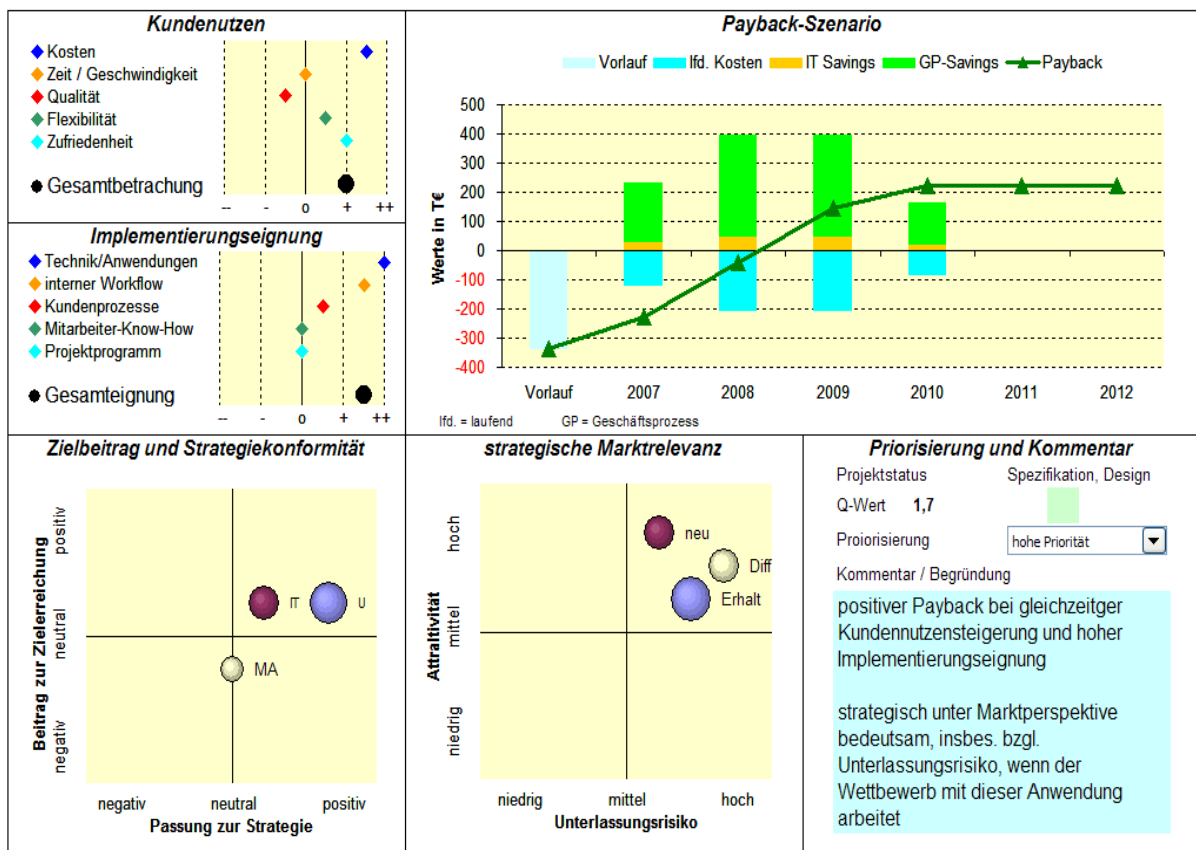 Kundenutzen
Kosten
Zeit / Geschwindigkeit
Qualität
Flexibilität
Zufriedenheit
Gesamtbetrachung
-- - 0 + ++
Implementierungseignung
Technik/Anwendungen
interner Workflow
Kundenprozesse
Mitarbeiter-Know-How
Projektprogramm
Gesamteignung
-- - 0 + ++
Payback-Szenario
Vorlauf lfd. Kosten IT Savings GP-Savings Payback
Werte in T€
500
400
300
200
100
0
-100
-200
-300
-400
Vorlauf 2007 2008 2009 2010 2011 2012
lfd. = laufend GP = Geschäftsprozess
Zielbeitrag und Strategiekonformität
Beitrag zur Zielerreichung
positiv
neutral
negativ
IT
U
MA
negativ neutral positiv
Passung zur Strategie
strategische Marktrelevanz
Attraltivität
hoch
mittel
niedrig
neu
Diff
Erhalt
niedrig mittel hoch
Unterlassungsrisiko
Priorisierung und Kommentar
Projektstatus Spezifikation, Design
Q-Wert 1,7
Proiorisierung hohe Priorität
Kommentar / Begründung
positiver Payback bei gleichzeitger
Kundennutzensteigerung und hoher
Implementierungseignung
strategisch unter Marktperspektive
bedeutsam, insbes. bzgl.
Unterlassungsrisiko, wenn der
Wettbewerb mit dieser Anwendung
arbeitet